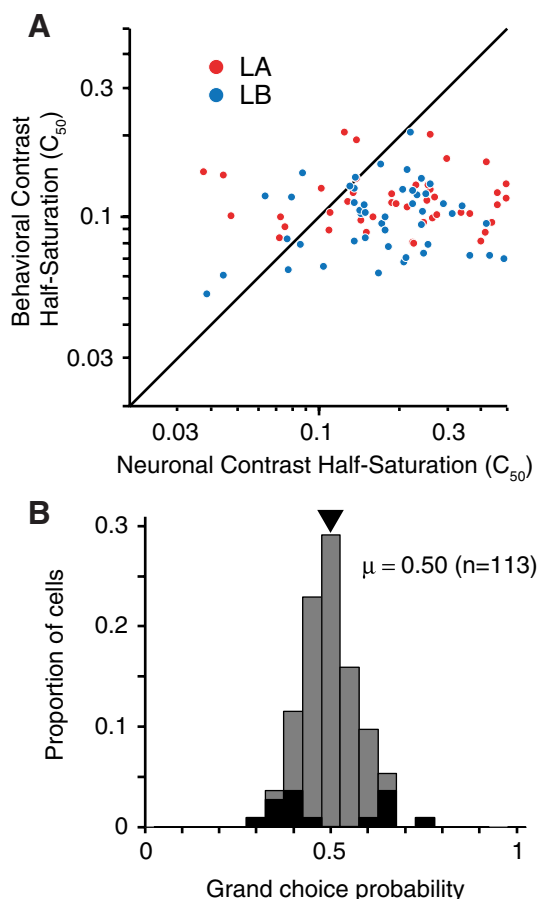 A
LA
LB
Behavioral Contrast
Half-Saturation (C50)
0.3
0.1
0.03
0.03 0.1 0.3
Neuronal Contrast Half-Saturation (C50)
B
μ = 0.50 (n=113)
Proportion of cells
0.3
0.2
0.1
0
0 0.5 1
Grand choice probability